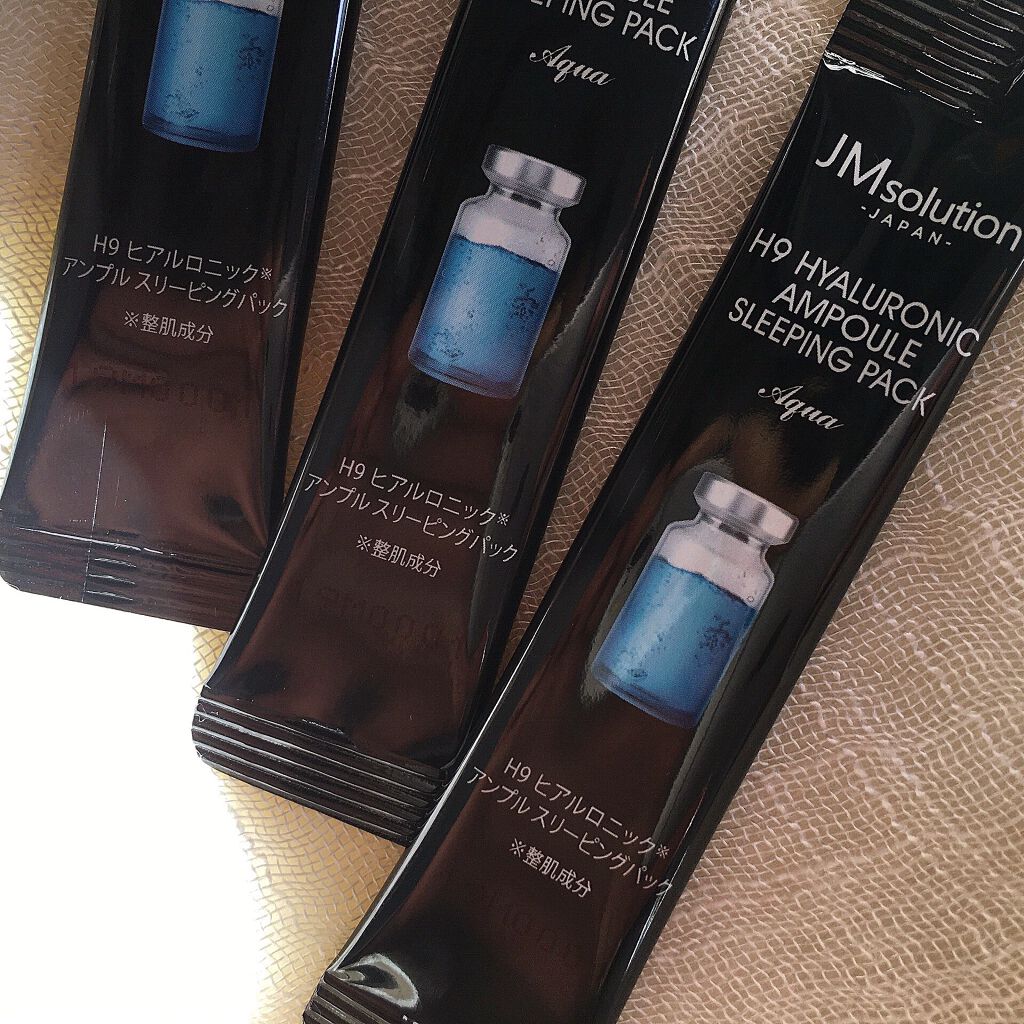 H9 ヒアルロニック※
アンプル スリーピングパック
※整肌成分
SLEEPING PACK
Aqua
H9 ヒアルロニック※
アンプル スリーピングパック
※整肌成分
JMsolution
-JAPAN-
H9 HYALURONIC
AMPOULE
SLEEPING PACK
Aqua
H9 ヒアルロニック※
アンプル スリーピングパック
※整肌成分